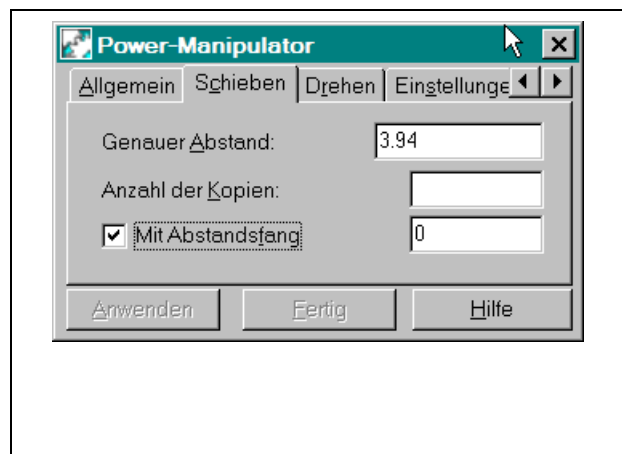 Power-Manipulator
Allgemein Schieben Drehen Einstellunge
Genauer Abstand: 3.94
Anzahl der Kopien:
Mit Abstandsfang 0
Anwenden Fertig Hilfe